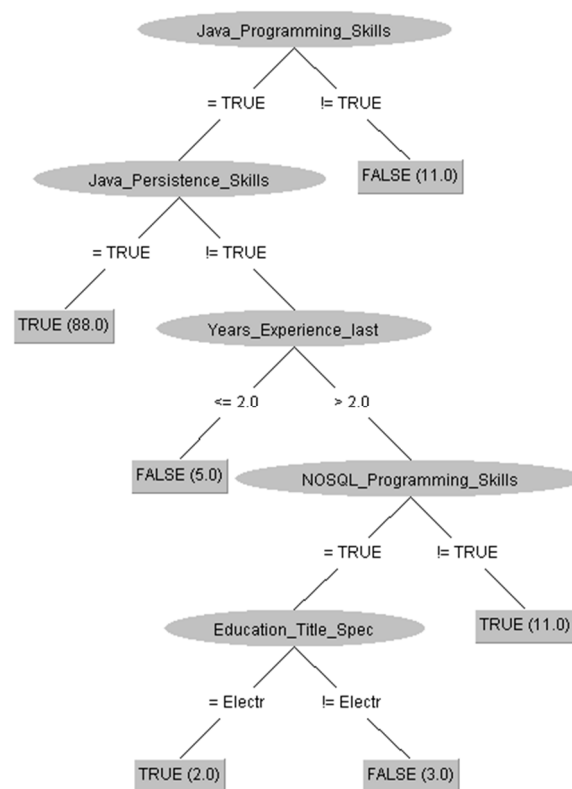 Java_Programming_Skills
= TRUE
!= TRUE
Java_Persistence_Skills
FALSE (11.0)
= TRUE
!= TRUE
TRUE (88.0)
Years_Experience_last
<= 2.0
> 2.0
FALSE (5.0)
NOSQL_Programming_Skills
= TRUE
!= TRUE
Education_Title_Spec
TRUE (11.0)
= Electr
!= Electr
TRUE (2.0)
FALSE (3.0)